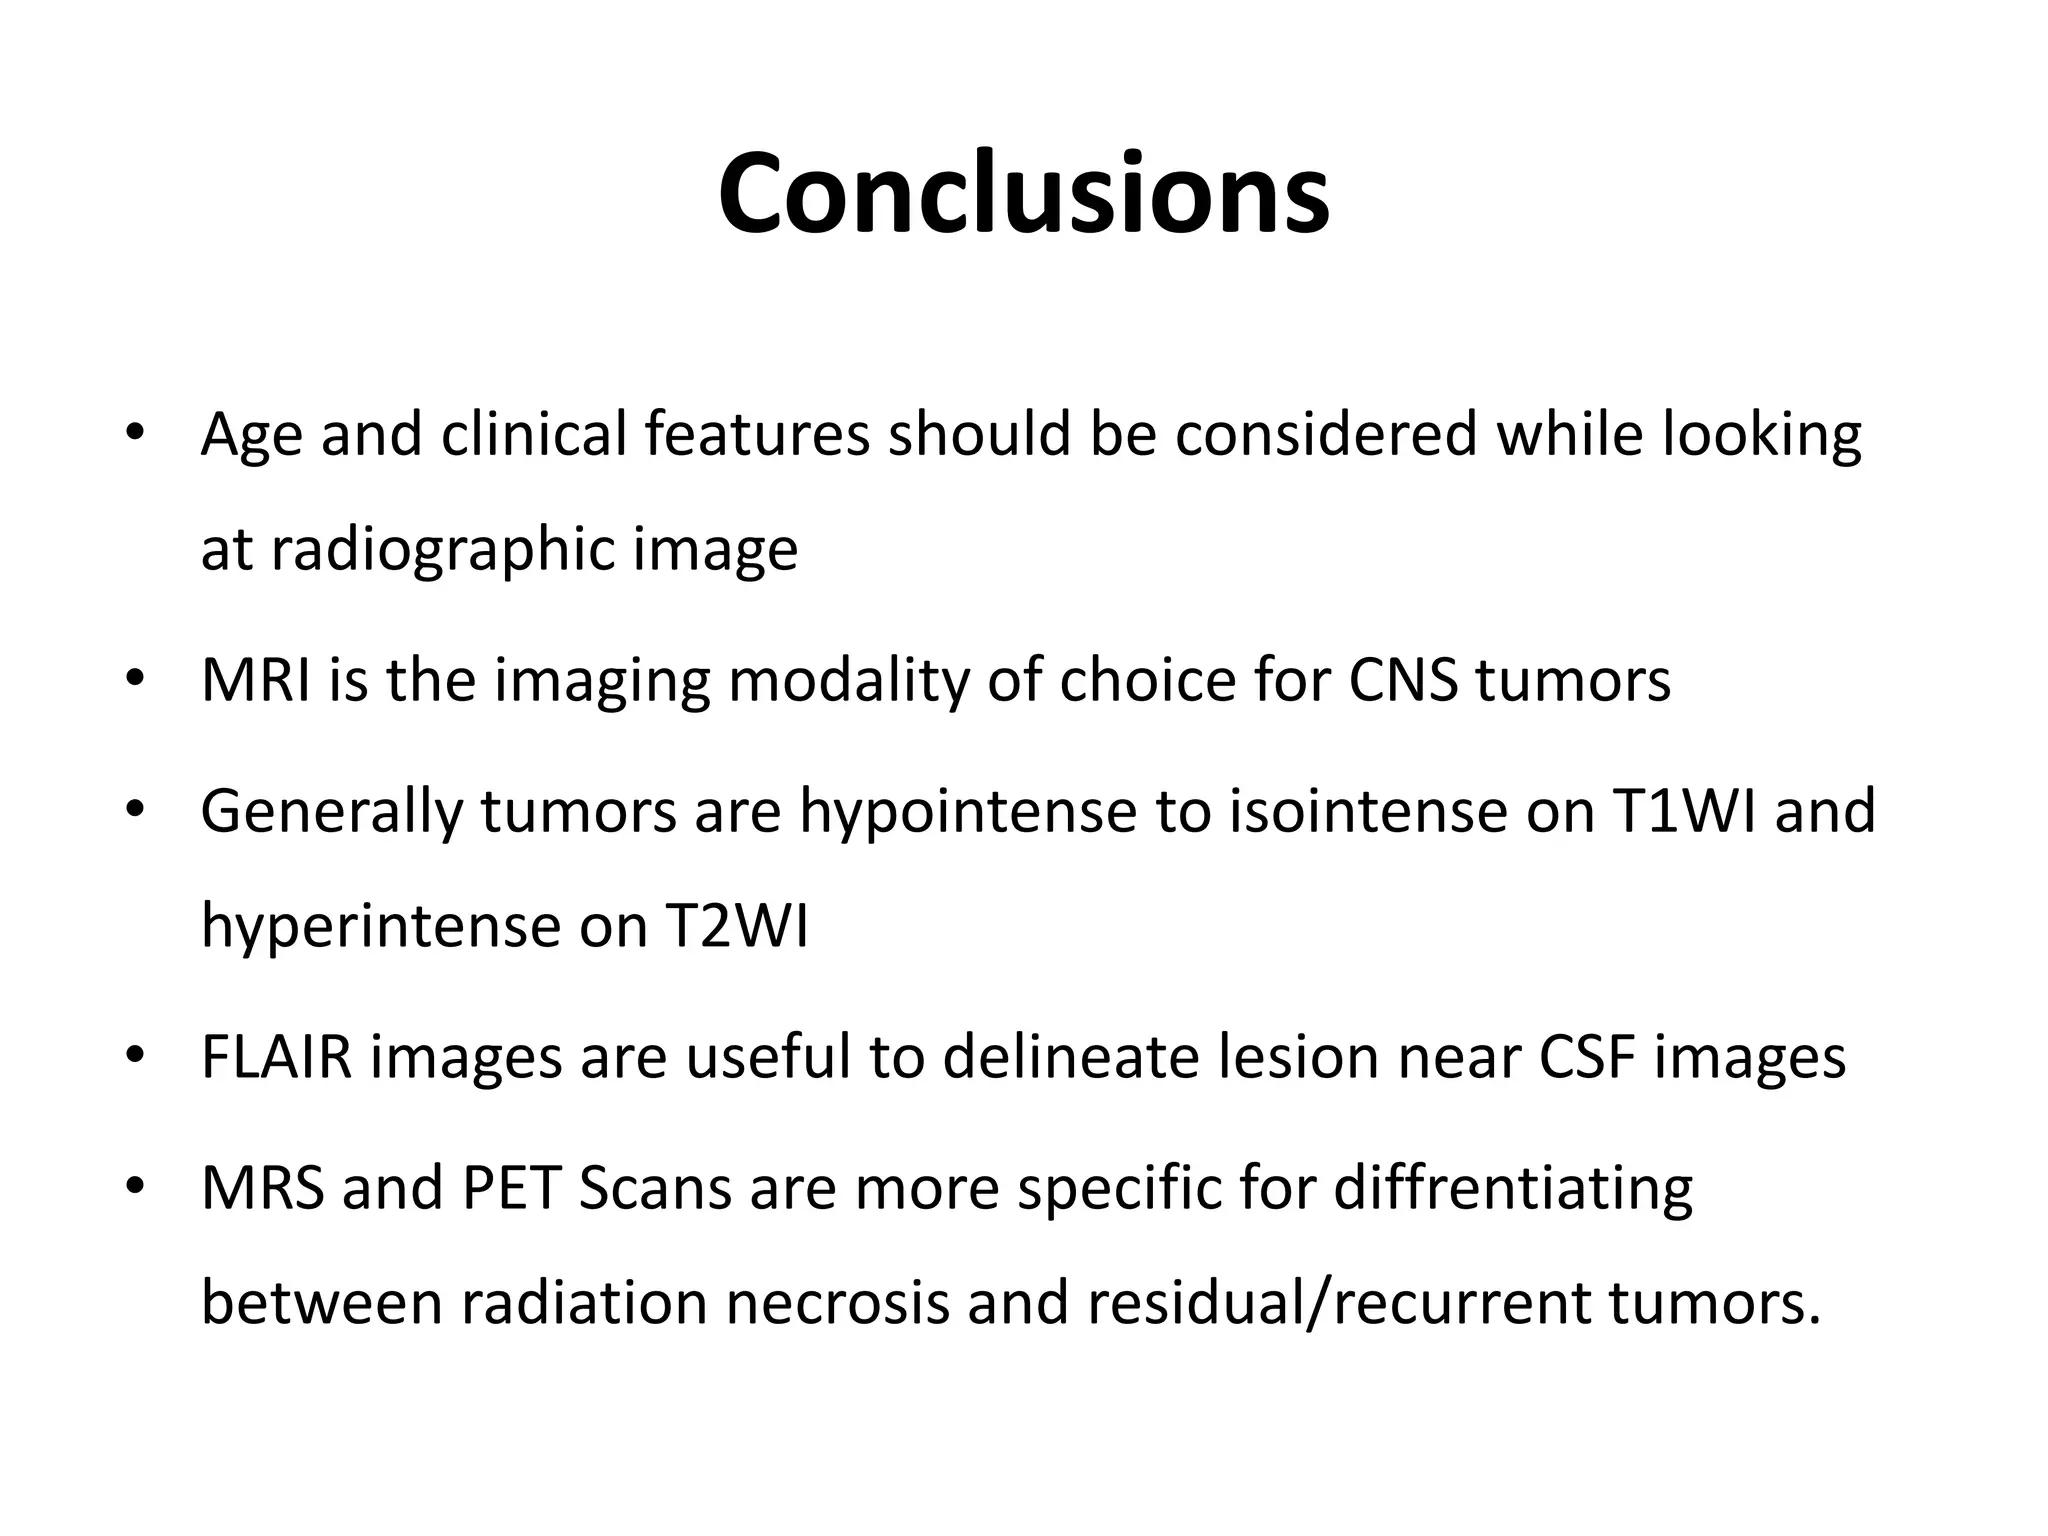 Conclusions
• Age and clinical features should be considered while looking
at radiographic image
• MRI is the imaging modality of choice for CNS tumors
• Generally tumors are hypointense to isointense on T1WI and
hyperintense on T2WI
• FLAIR images are useful to delineate lesion near CSF images
• MRS and PET Scans are more specific for diffrentiating
between radiation necrosis and residual/recurrent tumors.